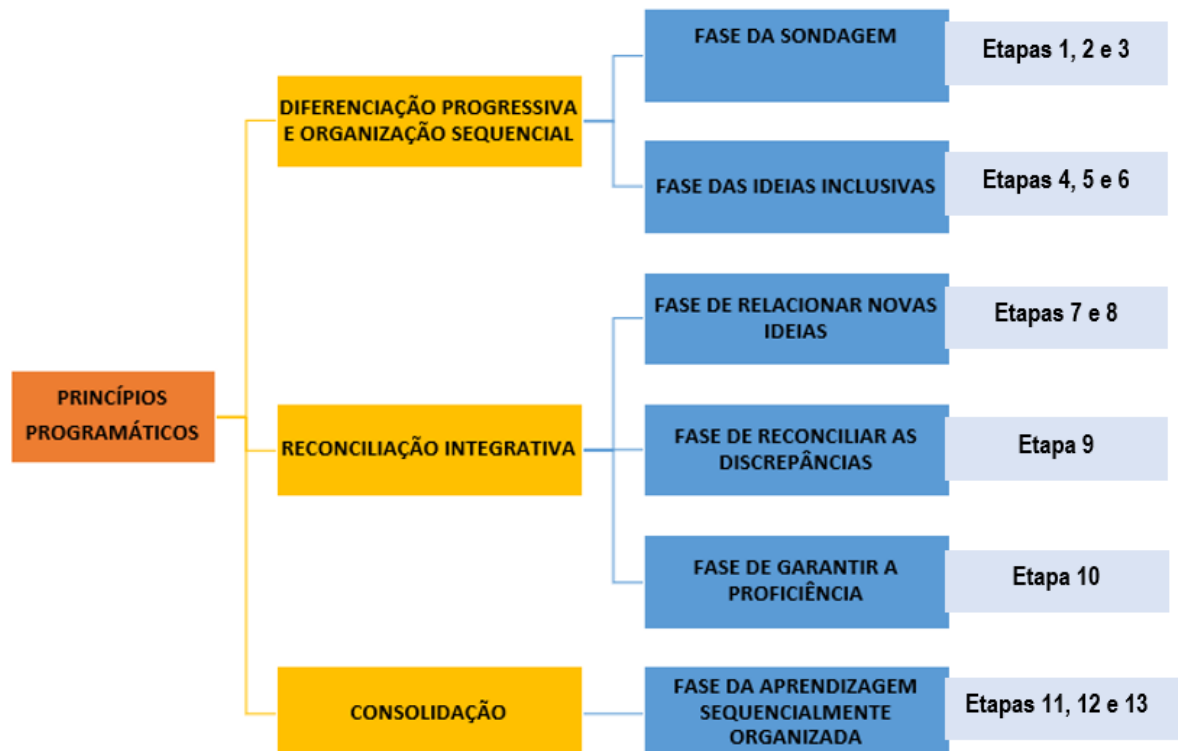 PRINCÍPIOS
PROGRAMÁTICOS
DIFERENCIAÇÃO PROGRESSIVA
E ORGANIZAÇÃO SEQUENCIAL
FASE DA SONDAGEM
Etapas 1, 2 e 3
FASE DAS IDEIAS INCLUSIVAS
Etapas 4, 5 e 6
RECONCILIAÇÃO INTEGRATIVA
FASE DE RELACIONAR NOVAS
IDEIAS
Etapas 7 e 8
FASE DE RECONCILIAR AS
DISCREPÂNCIAS
Etapa 9
FASE DE GARANTIR A
PROFICIÊNCIA
Etapa 10
CONSOLIDAÇÃO
FASE DA APRENDIZAGEM
SEQUENCIALMENTE
ORGANIZADA
Etapas 11, 12 e 13